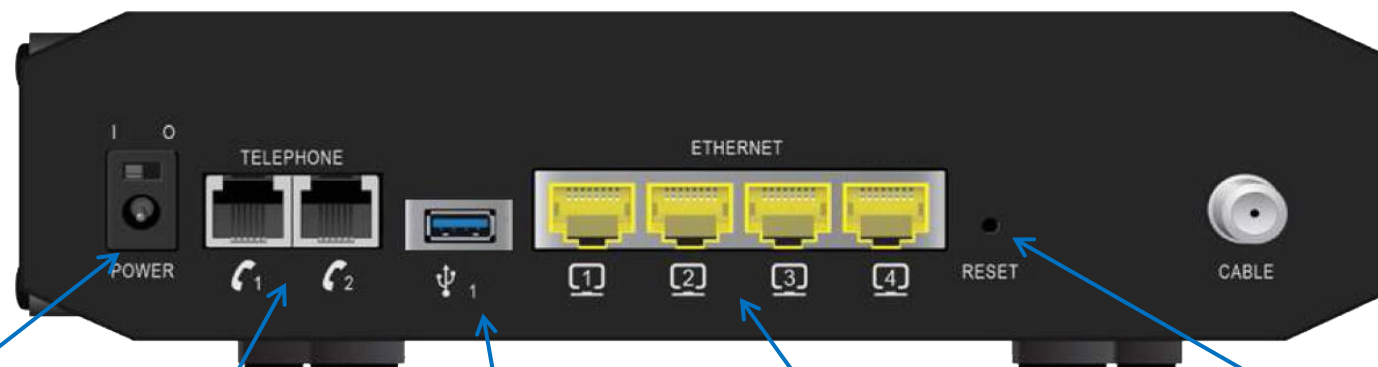 I O
TELEPHONE
ETHERNET
POWER
1 2
1
1 2 3 4
RESET
CABLE